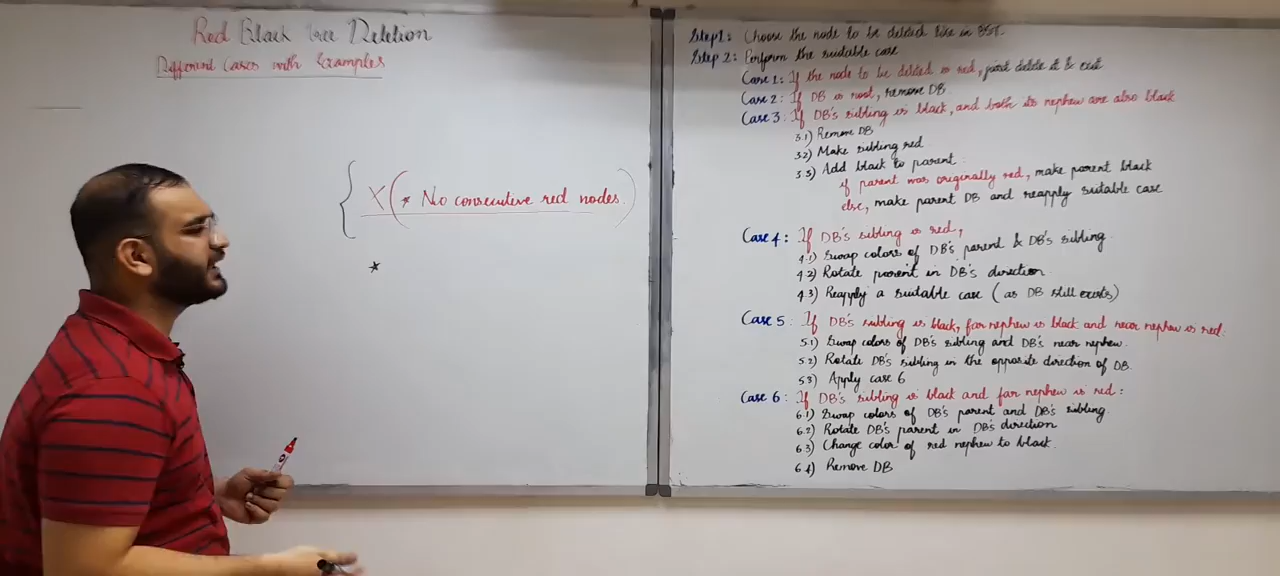 Red Black tree Deletion
Different Cases with Examples
X ( * No consecutive red nodes. )
*
Step 1: Choose the node to be deleted like in BST.
Step 2: Perform the suitable case
Case 1: If the node to be deleted is red, just delete it & exit
Case 2: If DB is root, remove DB
Case 3: If DB's sibling is black, and both its nephew are also black
3.1) Remove DB
3.2) Make sibling red.
3.3) Add black to parent:
if parent was originally red, make parent black
else, make parent DB and reapply suitable case
Case 4: If DB's sibling is red,
4.1) Swap colors of DB's parent & DB's sibling.
4.2) Rotate parent in DB's direction.
4.3) Reapply a suitable case (as DB still exists)
Case 5: If DB's sibling is black, far nephew is black and near nephew is red.
5.1) Swap colors of DB's sibling and DB's near nephew.
5.2) Rotate DB's sibling in the opposite direction of DB.
5.3) Apply case 6
Case 6: If DB's sibling is black and far nephew is red:
6.1) Swap colors of DB's parent and DB's sibling.
6.2) Rotate DB's parent in DB's direction
6.3) Change color of red nephew to black.
6.4) Remove DB